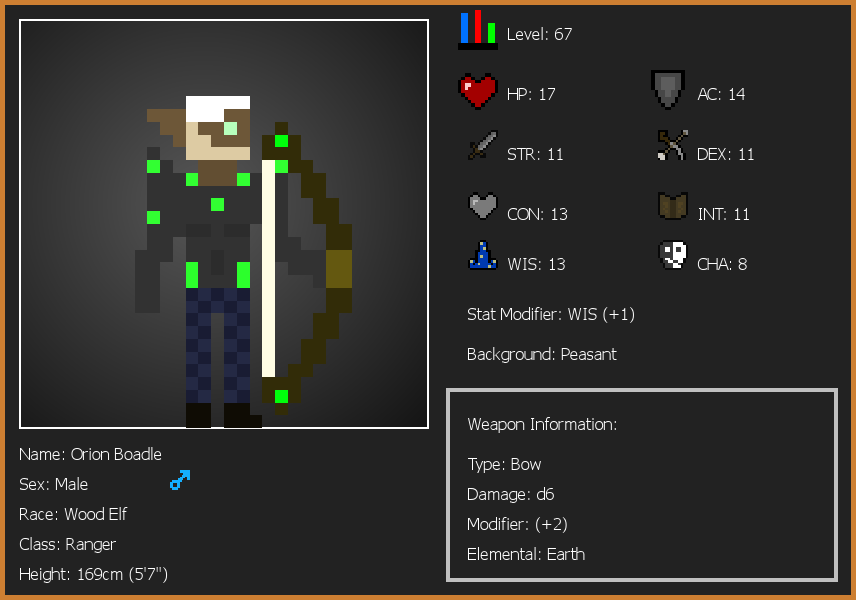 Level: 67
HP: 17
AC: 14
STR: 11
DEX: 11
CON: 13
INT: 11
WIS: 13
CHA: 8
Stat Modifier: WIS (+1)
Background: Peasant
Weapon Information:
Type: Bow
Damage: d6
Modifier: (+2)
Elemental: Earth
Name: Orion Boadle
Sex: Male
Race: Wood Elf
Class: Ranger
Height: 169cm (5'7")